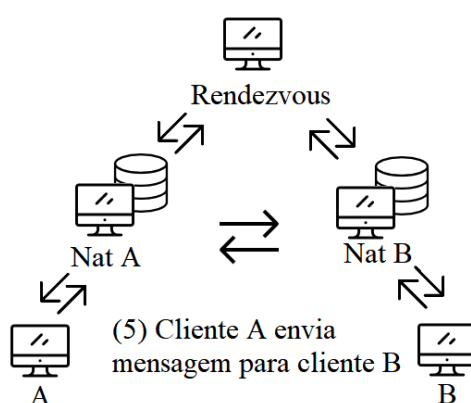 Rendezvous
Nat A
Nat B
(5) Cliente A envia
mensagem para cliente B
A
B